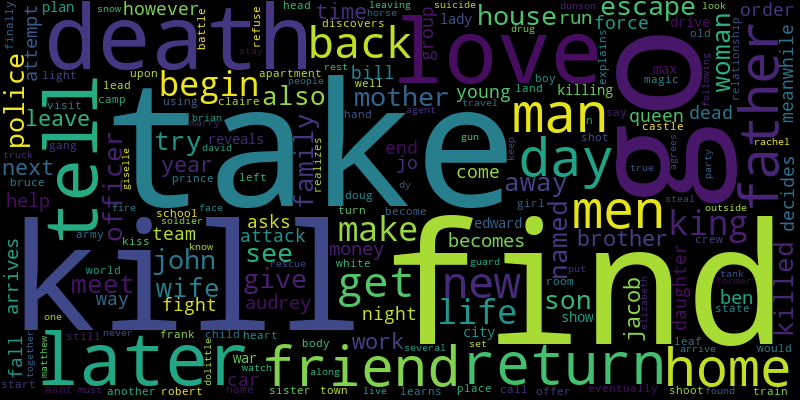 snow however
plan
finally
attempt
death
battle
head
refuse
time
discovers
back
horse
leaving
group
suicide
lady
love
dunson
house run
explains
escape
force
look
drive
old
woman
relationship
order
meanwhile
police
light
upon
begin
apartment
stay
people
rest
bill
well
mother
drug
young
land
boy
killing
go
max
magic
following
father
tell
visit
camp
lead
using
claire
also
hand
travel
man
say
shot
queen
dead
castle
leave
brian
harry
try
reveals
david
agent
gun
keep
take
day
be
true
agrees
party
rachel
next
gang
officer
giselle
year
family
realizes
end
jo
come
away
steal
decides
truck
bruce
prince
left
doug
dy
girl
help
fire
face
turn
become
named
men
outside
army
school
soldier
asks
make
edward
becomes
king
arrives
kiss
team
know
attack
see
white
money
guard
brother
crew
killed
world
john
rescue
get
new
room
put
jacob
elizabeth
daughter
tank
former
meet
wife
give
find
son
ben
state
way
fight
audrey
night
life
show
kill
one
city
fall
together
still
never
frank
child
heart
body
work
several
set
leaf
arrive
would
start
matthew
later
dolittle
war
watch
car
along
friend
return
home
want
must
another
robert
name
sister
town
live
learns
place
call
offer
eventually
shoot
found
train